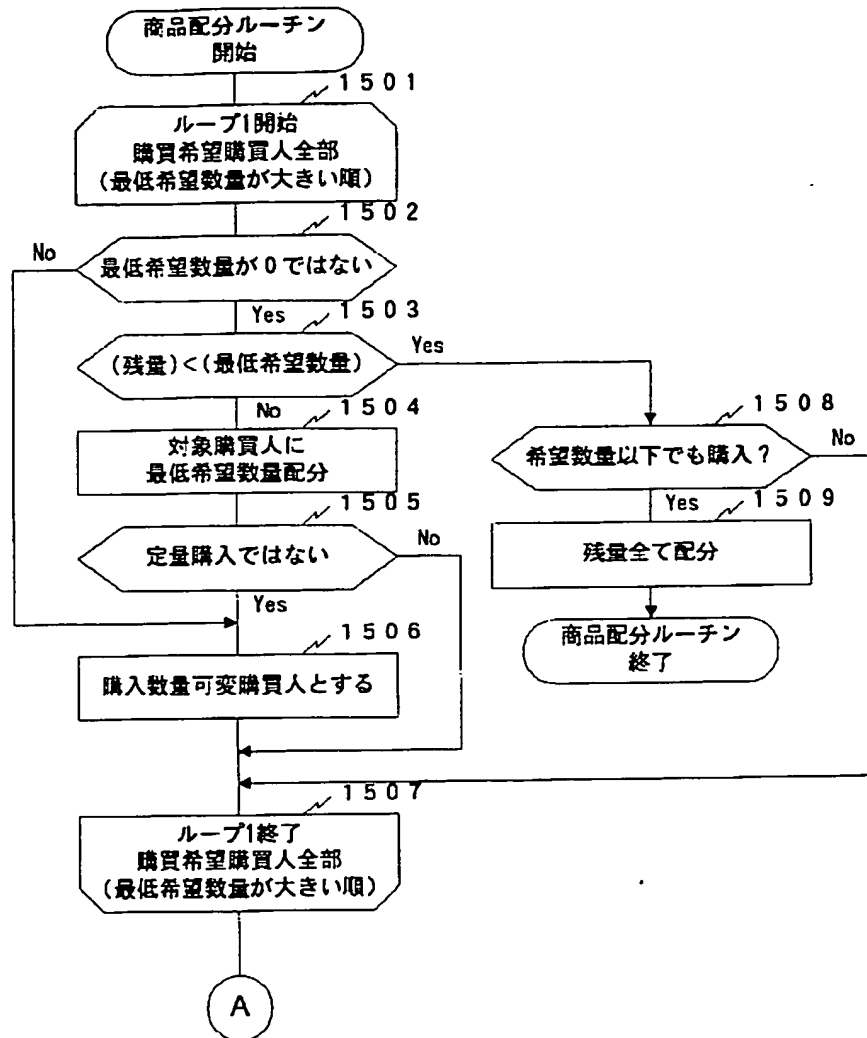 商品配分ルーチン
開始
1501
ループ1開始
購買希望購買人全部
(最低希望数量が大きい順)
1502
No
最低希望数量が0ではない
Yes
1503
(残量)<(最低希望数量)
Yes
No
1504
対象購買人に
最低希望数量配分
1505
定量購入ではない
No
Yes
1506
購入数量可変購買人とする
1507
ループ1終了
購買希望購買人全部
(最低希望数量が大きい順)
A
1508
希望数量以下でも購入?
No
Yes
1509
残量全て配分
商品配分ルーチン
終了